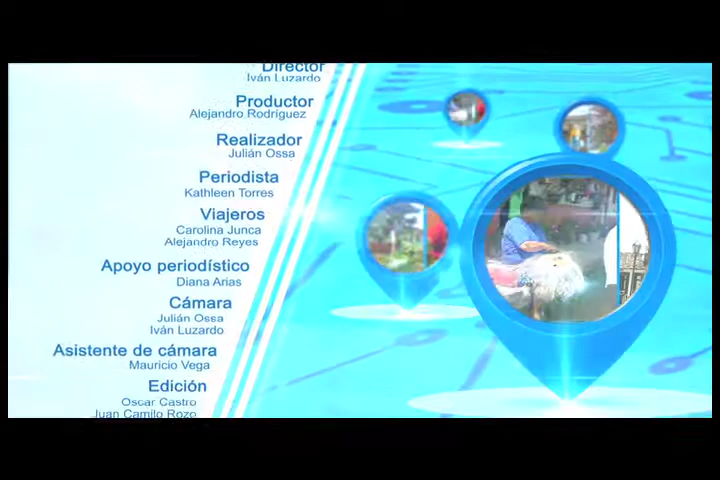 Director
Iván Luzardo
Productor
Alejandro Rodríguez
Realizador
Julián Ossa
Periodista
Kathleen Torres
Viajeros
Carolina Junca
Alejandro Reyes
Apoyo periodístico
Diana Arias
Cámara
Julián Ossa
Iván Luzardo
Asistente de cámara
Mauricio Vega
Edición
Oscar Castro
Juan Camilo Rozo